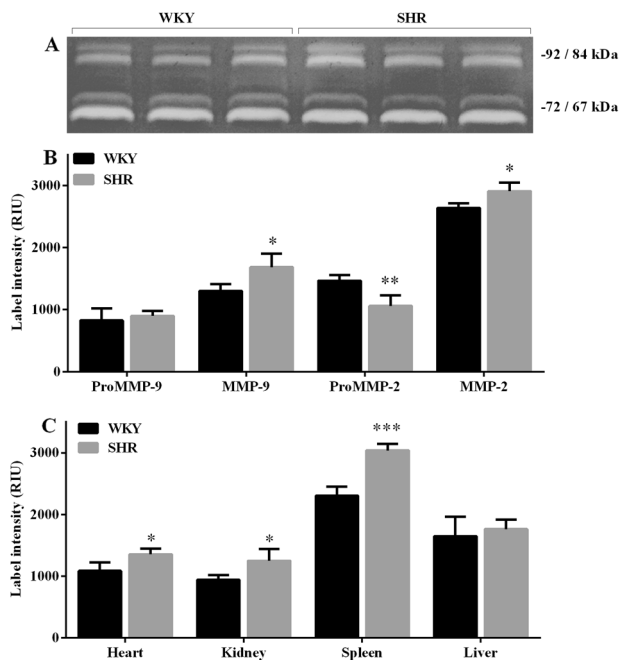 WKY SHR
A
-92 / 84 kDa
-72 / 67 kDa
B
WKY
SHR
Label intensity (RIU)
3000
2000
1000
0
*
**
*
ProMMP-9 MMP-9 ProMMP-2 MMP-2
C
WKY
SHR
Label intensity (RIU)
3000
2000
1000
0
*
*
***
Heart Kidney Spleen Liver